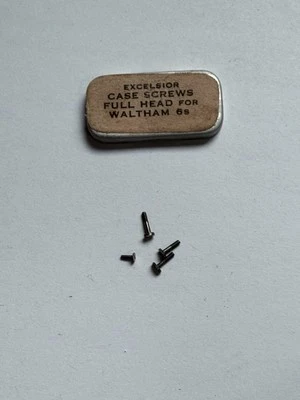 EXCELSIOR
CASE SCREWS
FULL HEAD FOR
WALTHAM 6s